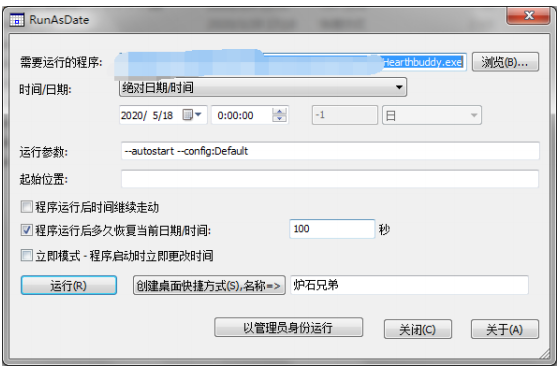 RunAsDate
需要运行的程序: Hearthbuddy.exe 浏览(B)...
时间/日期: 绝对日期/时间
2020/ 5/18 0:00:00 -1 日
运行参数: --autostart --config:Default
起始位置:
程序运行后时间继续走动
程序运行后多久恢复当前日期/时间: 100 秒
立即模式 - 程序启动时立即更改时间
运行(R) 创建桌面快捷方式(S),名称=> 炉石兄弟
以管理员身份运行 关闭(C) 关于(A)